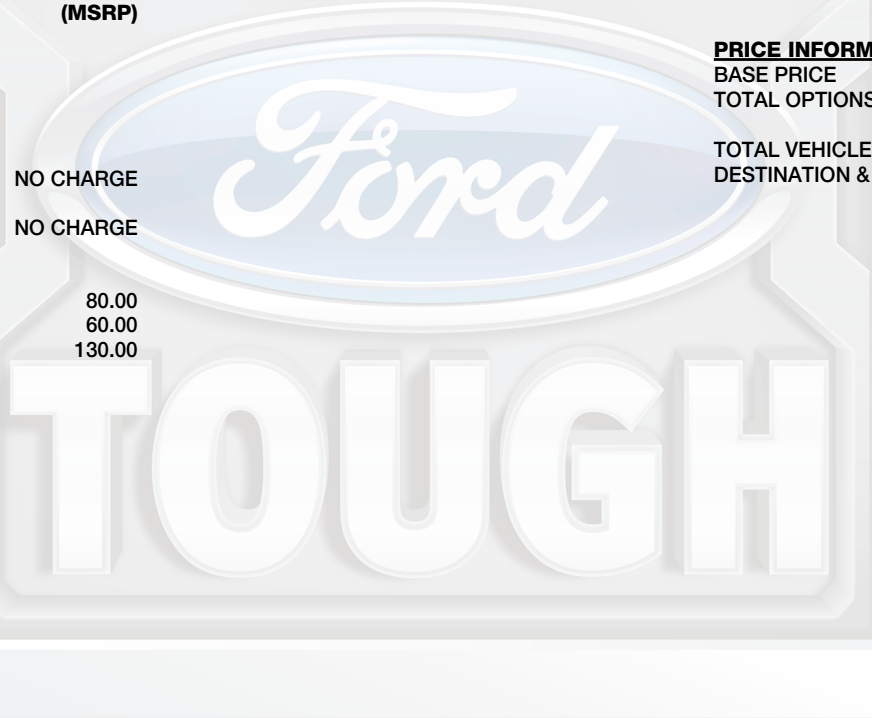 (MSRP)
NO CHARGE
NO CHARGE
80.00
60.00
130.00
PRICE INFORM
BASE PRICE
TOTAL OPTIONS
TOTAL VEHICLE
DESTINATION &
Ford
TOUGH